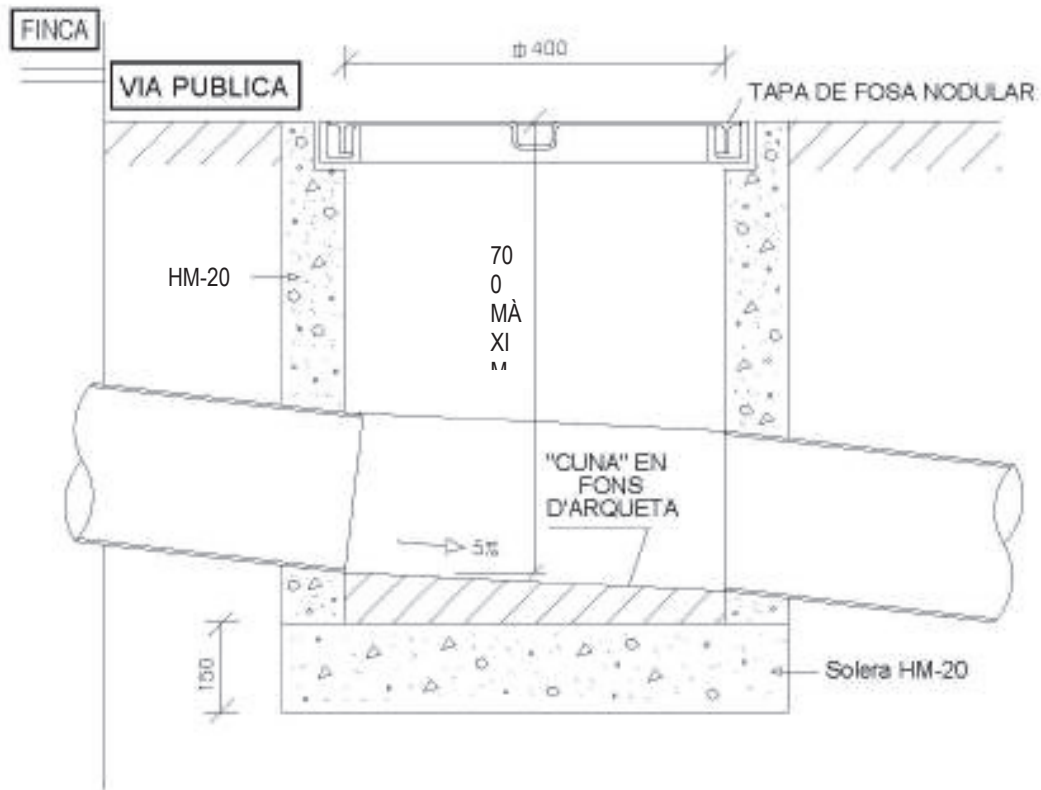 FINCA
VIA PUBLICA
ф 400
TAPA DE FOSA NODULAR
HM-20
70
0
MÀ
XI
M
"CUNA" EN
FONS
D'ARQUETA
5%
150
Solera HM-20